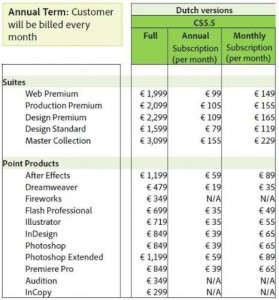 Annual Term: Customer
will be billed every
month
Dutch versions
CS5.5
Full Annual Monthly
Subscription Subscription
(per month) (per month)
Suites
Web Premium € 1,999 € 99 € 149
Production Premium € 2,099 € 105 € 155
Design Premium € 2,299 € 109 € 165
Design Standard € 1,599 € 79 € 119
Master Collection € 3,099 € 155 € 229
Point Products
After Effects € 1,199 € 59 € 89
Dreamweaver € 479 € 19 € 35
Fireworks € 349 N/A N/A
Flash Professional € 699 € 35 € 49
Illustrator € 719 € 35 € 55
InDesign € 849 € 39 € 65
Photoshop € 849 € 39 € 65
Photoshop Extended € 1,199 € 59 € 89
Premiere Pro € 849 € 39 € 65
Audition € 349 N/A N/A
InCopy € 299 N/A N/A